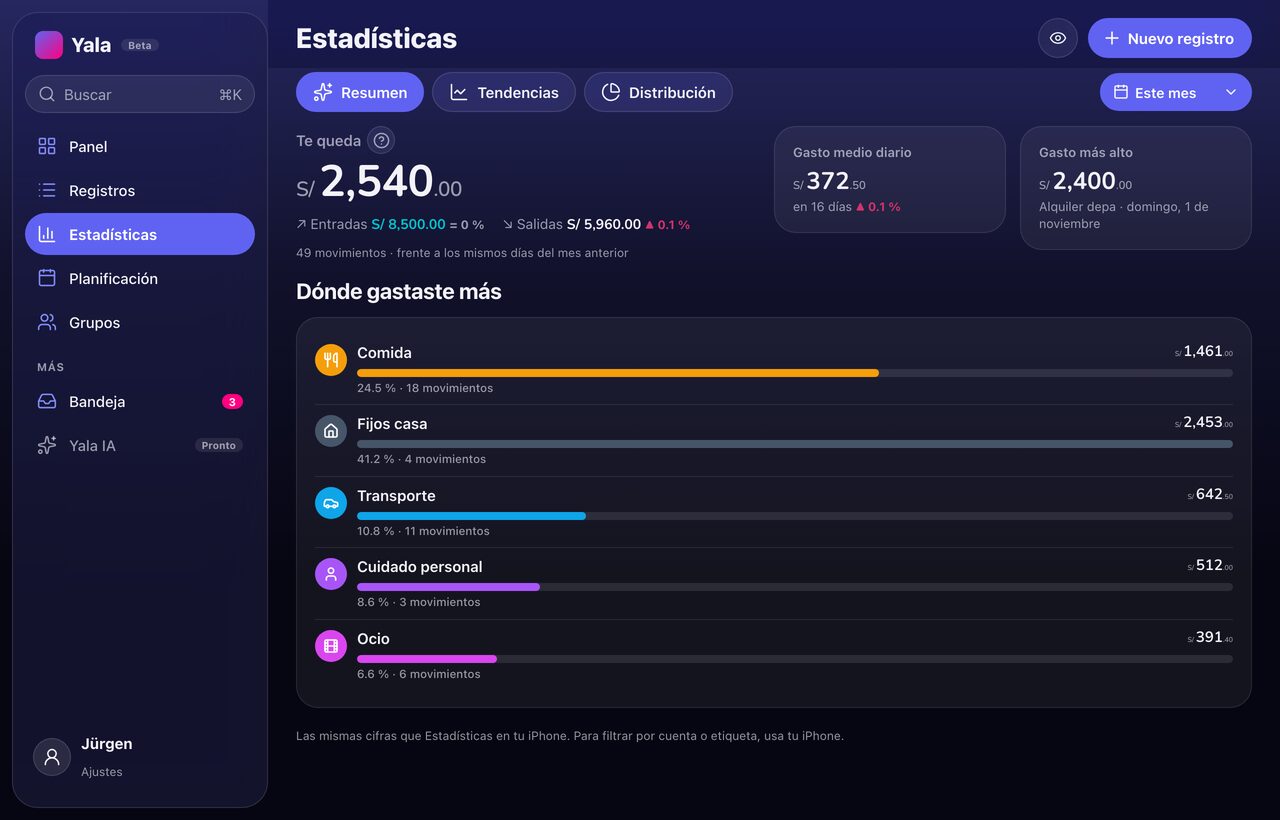 Yala Beta
Buscar ⌘K
Panel
Registros
Estadísticas
Planificación
Grupos
MÁS
Bandeja 3
Yala IA Pronto
Jürgen
Ajustes
Estadísticas
Nuevo registro
Resumen Tendencias Distribución Este mes
Te queda ?
S/ 2,540.00
Entradas S/ 8,500.00 = 0 % Salidas S/ 5,960.00 ▲ 0.1 %
49 movimientos · frente a los mismos días del mes anterior
Gasto medio diario
S/ 372.50
en 16 días ▲ 0.1 %
Gasto más alto
S/ 2,400.00
Alquiler depa · domingo, 1 de
noviembre
Dónde gastaste más
Comida S/ 1,461.00
24.5 % · 18 movimientos
Fijos casa S/ 2,453.00
41.2 % · 4 movimientos
Transporte S/ 642.50
10.8 % · 11 movimientos
Cuidado personal S/ 512.00
8.6 % · 3 movimientos
Ocio S/ 391.40
6.6 % · 6 movimientos
Las mismas cifras que Estadísticas en tu iPhone. Para filtrar por cuenta o etiqueta, usa tu iPhone.